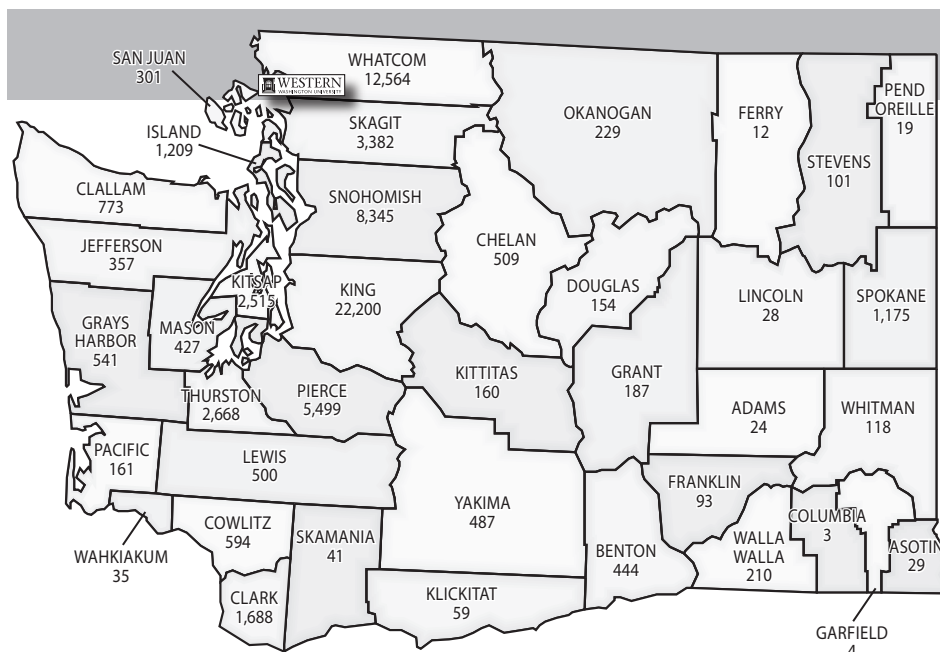 SAN JUAN
301
WHATCOM
12,564
WESTERN
WASHINGTON UNIVERSITY
ISLAND
1,209
SKAGIT
3,382
OKANOGAN
229
FERRY
12
STEVENS
101
PEND
OREILLE
19
CLALLAM
773
SNOHOMISH
8,345
JEFFERSON
357
CHELAN
509
KITSAP
2,515
KING
22,200
DOUGLAS
154
LINCOLN
28
SPOKANE
1,175
GRAYS
HARBOR
541
MASON
427
THURSTON
2,668
PIERCE
5,499
KITTITAS
160
GRANT
187
ADAMS
24
WHITMAN
118
PACIFIC
161
LEWIS
500
YAKIMA
487
FRANKLIN
93
WAHKIAKUM
35
COWLITZ
594
SKAMANIA
41
BENTON
444
WALLA
WALLA
210
COLUMBIA
3
ASOTIN
29
CLARK
1,688
KLICKITAT
59
GARFIELD
4